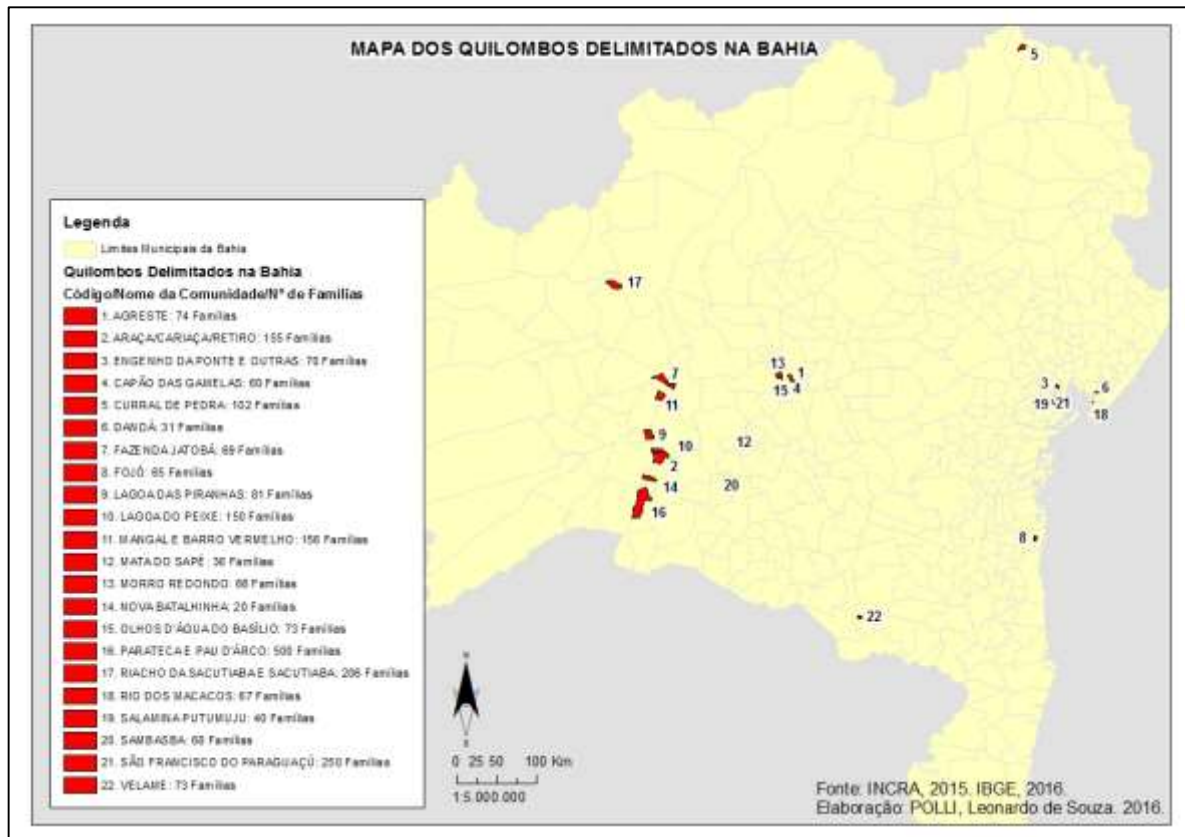 MAPA DOS QUILOMBOS DELIMITADOS NA BAHIA
5
Legenda
Limites Municipais da Bahia
Quilombos Delimitados na Bahia
Código/Nome da Comunidade/Nº de Famílias
1. AGRESTE: 74 Famílias
2. ARAÇA/CARIAÇA/RETIRO: 155 Famílias
3. ENGENHO DA PONTE E OUTRAS: 70 Famílias
4. CAPÃO DAS GAMELAS: 60 Famílias
5. CURRAL DE PEDRA: 102 Famílias
6. DANDÁ: 31 Famílias
7. FAZENDA JATOBÁ: 69 Famílias
8. FOJÓ: 65 Famílias
9. LAGOA DAS PIRANHAS: 81 Famílias
10. LAGOA DO PEIXE: 150 Famílias
11. MANGAL E BARRO VERMELHO: 156 Famílias
12. MATA DO SAPÉ: 36 Famílias
13. MORRO REDONDO: 68 Famílias
14. NOVA BATALHINHA: 20 Famílias
15. OLHOS D'ÁGUA DO BASÍLIO: 73 Famílias
16. PARATECA E PAU D'ÁRCO: 500 Famílias
17. RIACHO DA SACUTIABA E SACUTIABA: 206 Famílias
18. RIO DOS MACACOS: 67 Famílias
19. SALAMINA PUTUMUJU: 40 Famílias
20. SAMBASBA: 60 Famílias
21. SÃO FRANCISCO DO PARAGUAÇÚ: 250 Famílias
22. VELAME: 73 Famílias
17
7
13
1
15
4
11
3
6
19
21
18
9
10
12
2
14
20
16
8
22
N
S
0 25 50 100 Km
1:5.000.000
Fonte: INCRA, 2015. IBGE, 2016.
Elaboração: POLLI, Leonardo de Souza. 2016.